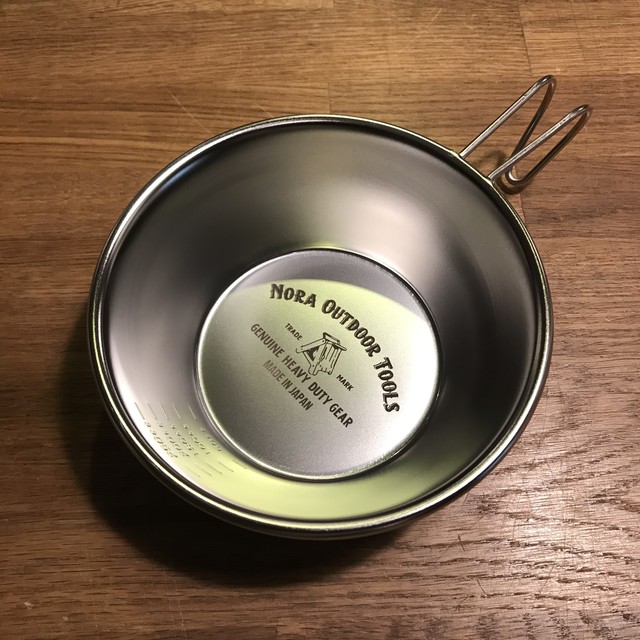 NORA OUTDOOR TOOLS
TRADE MARK
GENUINE HEAVY DUTY GEAR
MADE IN JAPAN